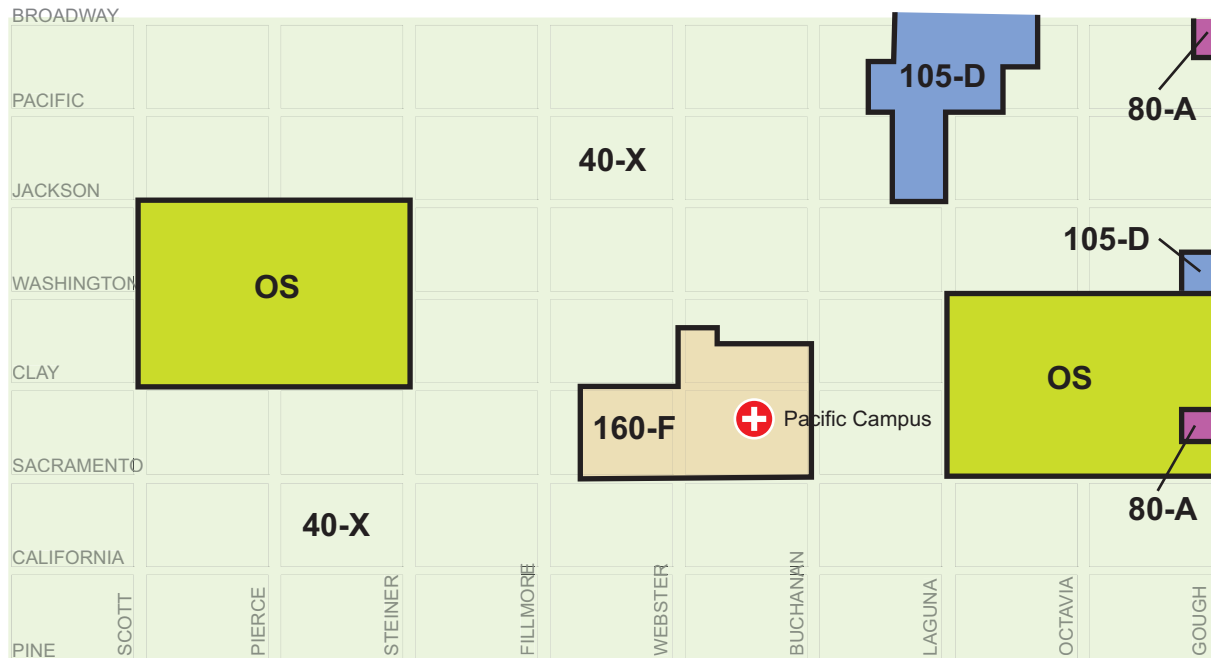 BROADWAY
105-D
PACIFIC
80-A
40-X
JACKSON
105-D
WASHINGTON
OS
CLAY
OS
Pacific Campus
160-F
SACRAMENTO
80-A
40-X
CALIFORNIA
SCOTT
PIERCE
STEINER
FILLMORE
WEBSTER
BUCHANAN
LAGUNA
OCTAVIA
GOUGH
PINE